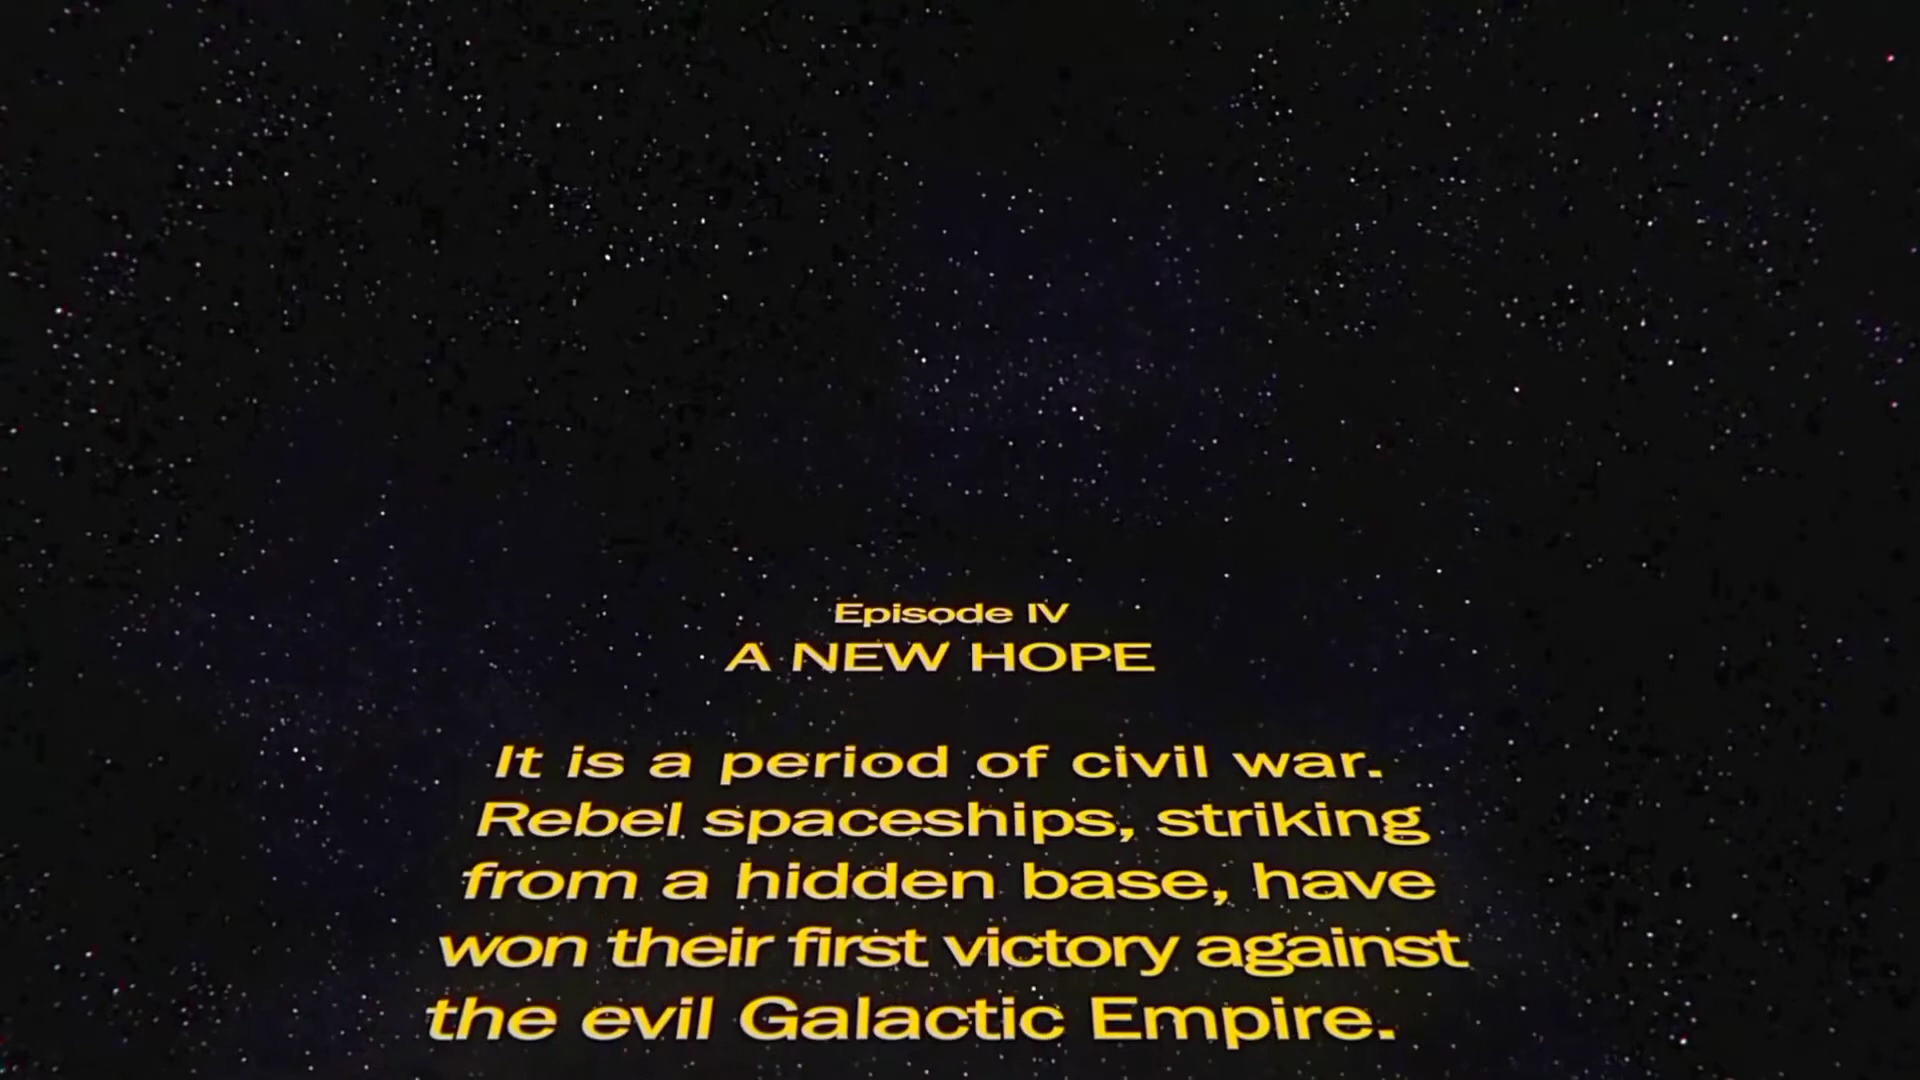 Episode IV
A NEW HOPE
It is a period of civil war.
Rebel spaceships, striking
from a hidden base, have
won their first victory against
the evil Galactic Empire.